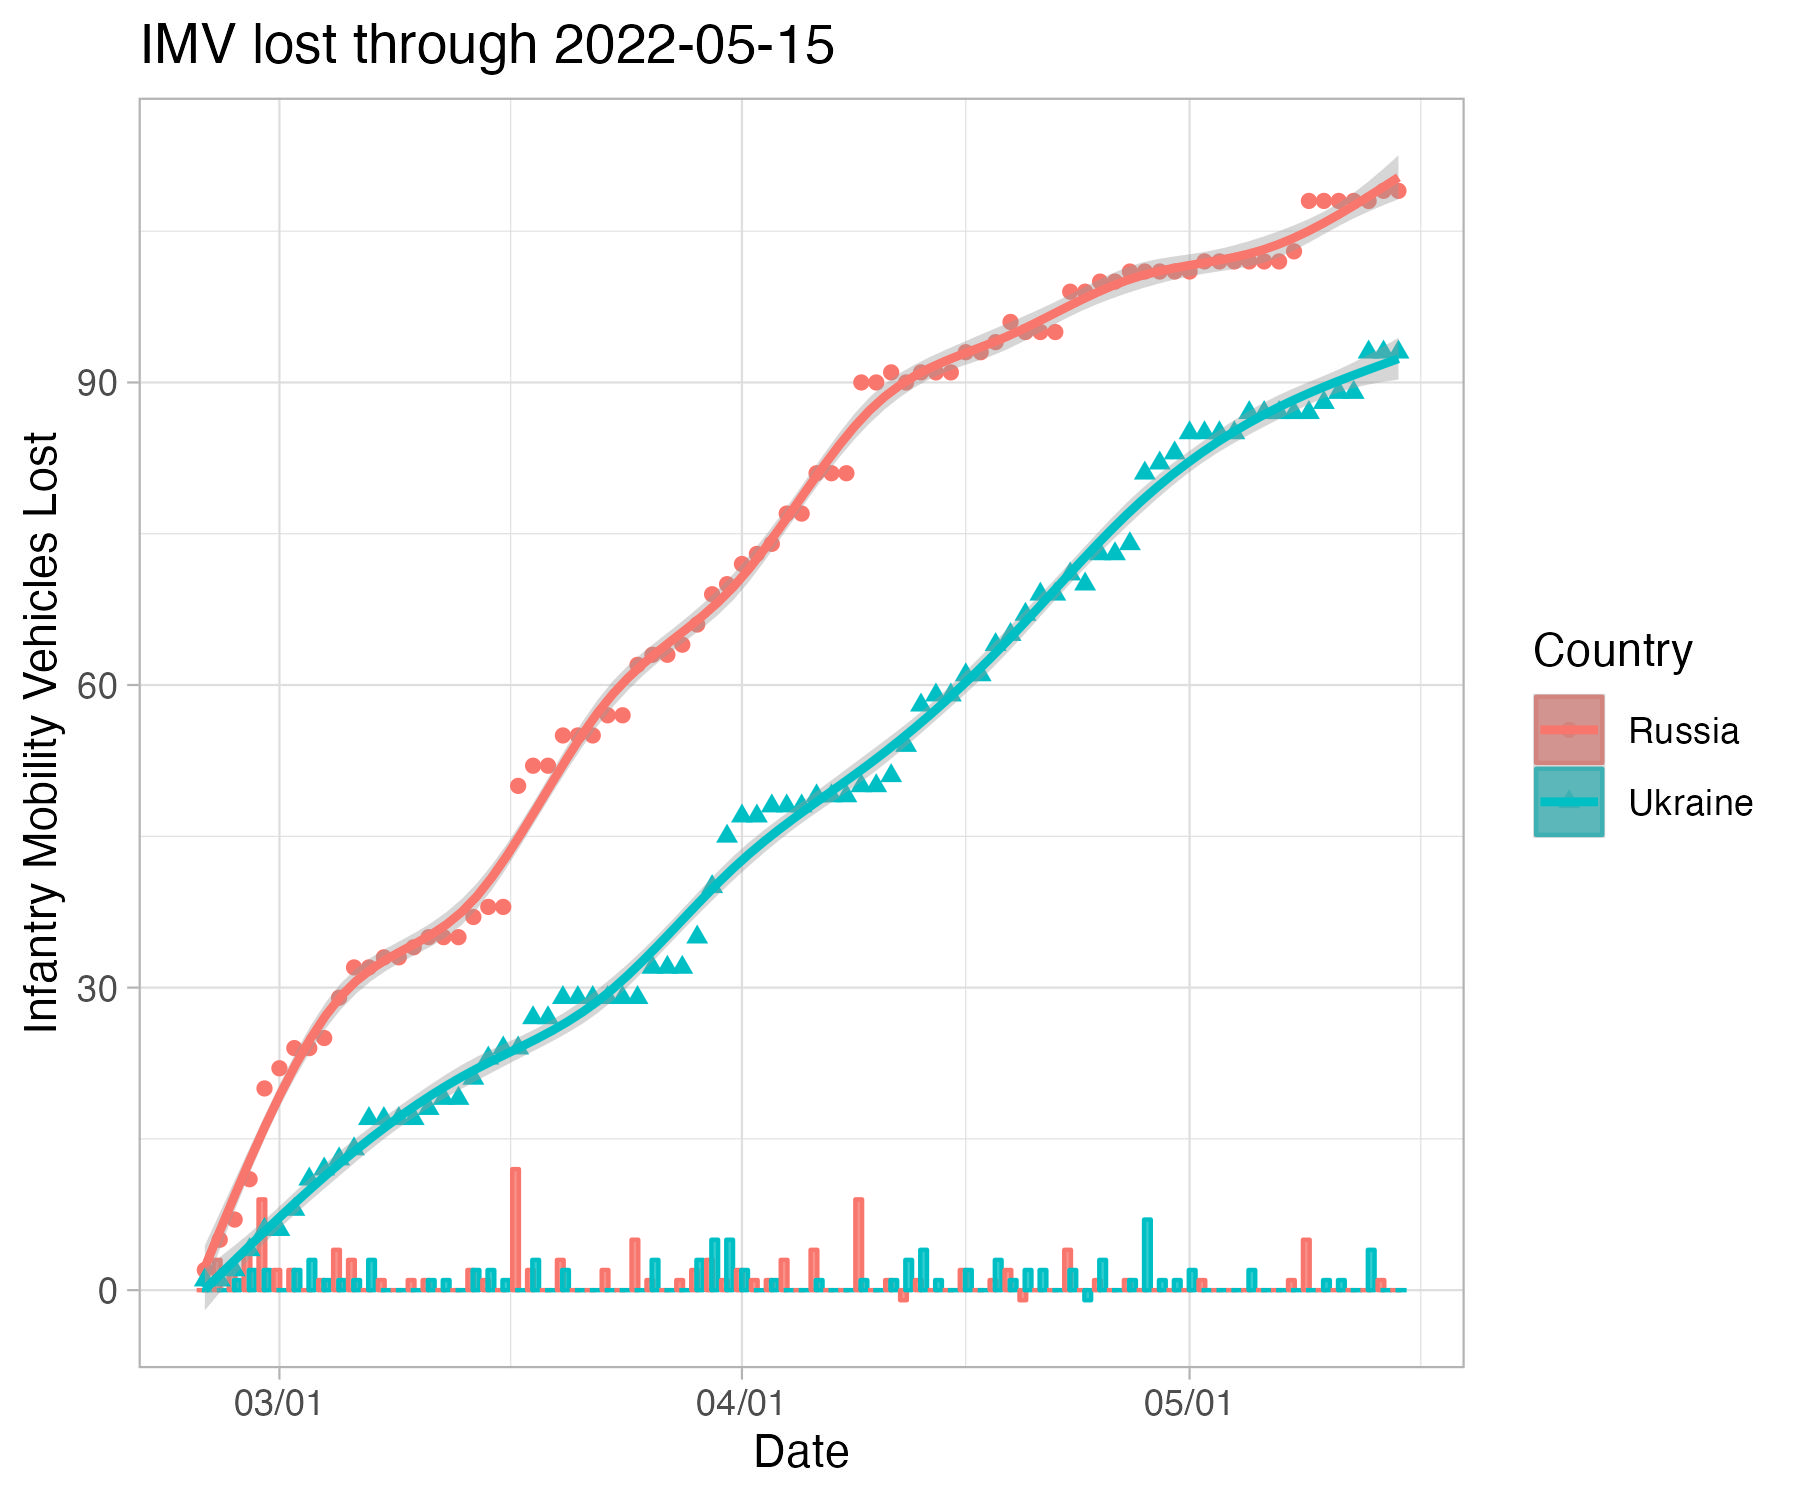 IMV lost through 2022-05-15
Infantry Mobility Vehicles Lost
90
60
30
0
03/01
04/01
05/01
Date
Country
Russia
Ukraine